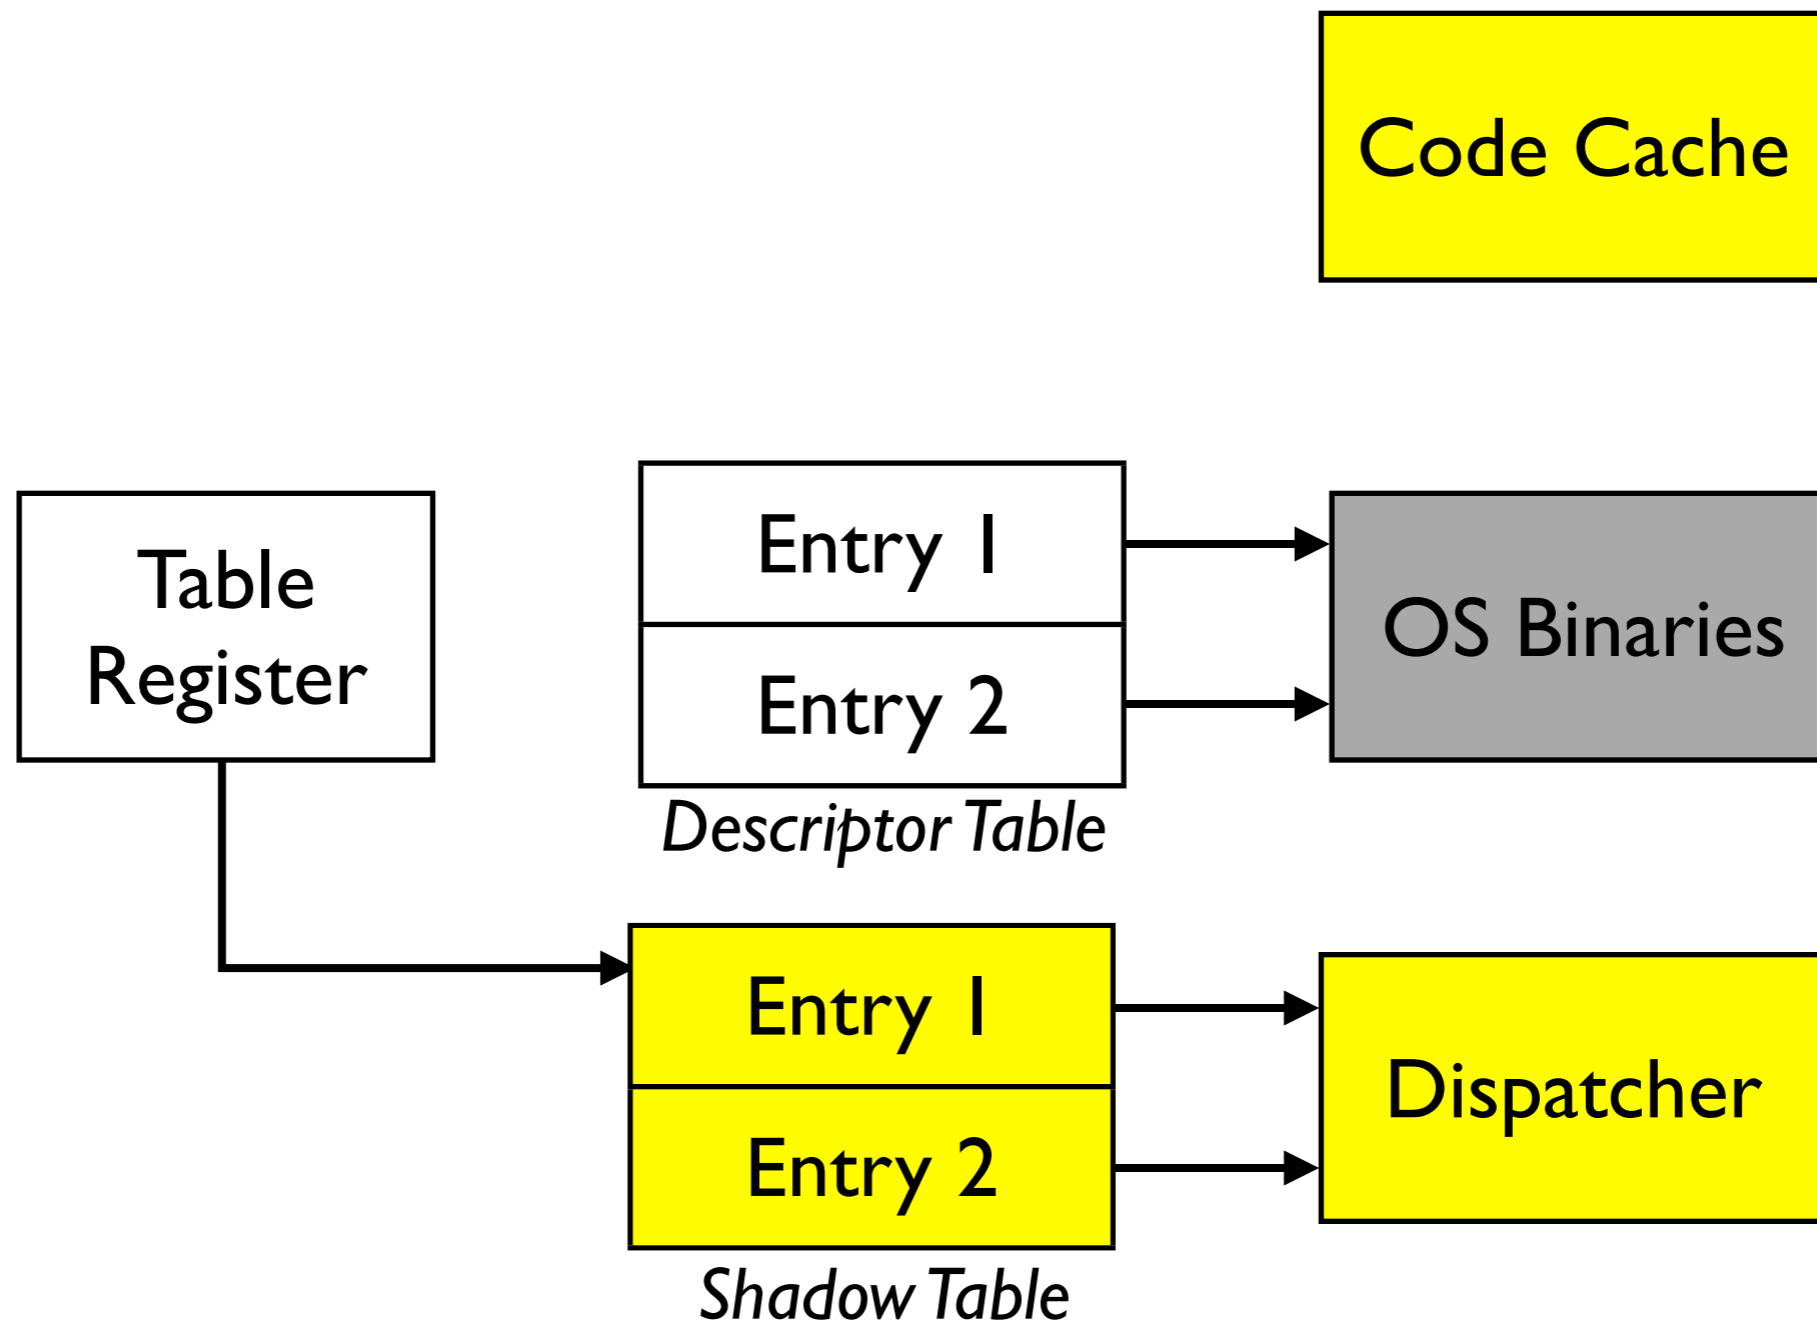 Code Cache
Table
Register
Entry 1
Entry 2
Descriptor Table
OS Binaries
Entry 1
Entry 2
Shadow Table
Dispatcher